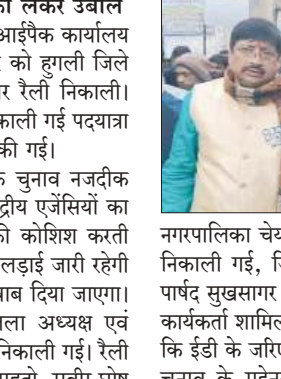 को लेकर उबाल
आईपैक कार्यालय
को हुगली जिले
र रैली निकाली।
काली गई पदयात्रा
की गई।
चुनाव नजदीक
द्रीय एजेंसियों का
की कोशिश करती
लड़ाई जारी रहेगी
ाब दिया जाएगा।
ला अध्यक्ष एवं
निकाली गई। रैली
नगरपालिका चेय
निकाली गई,
पार्षद सुखसागर
कार्यकर्ता शामिल
कि ईडी के जरिए